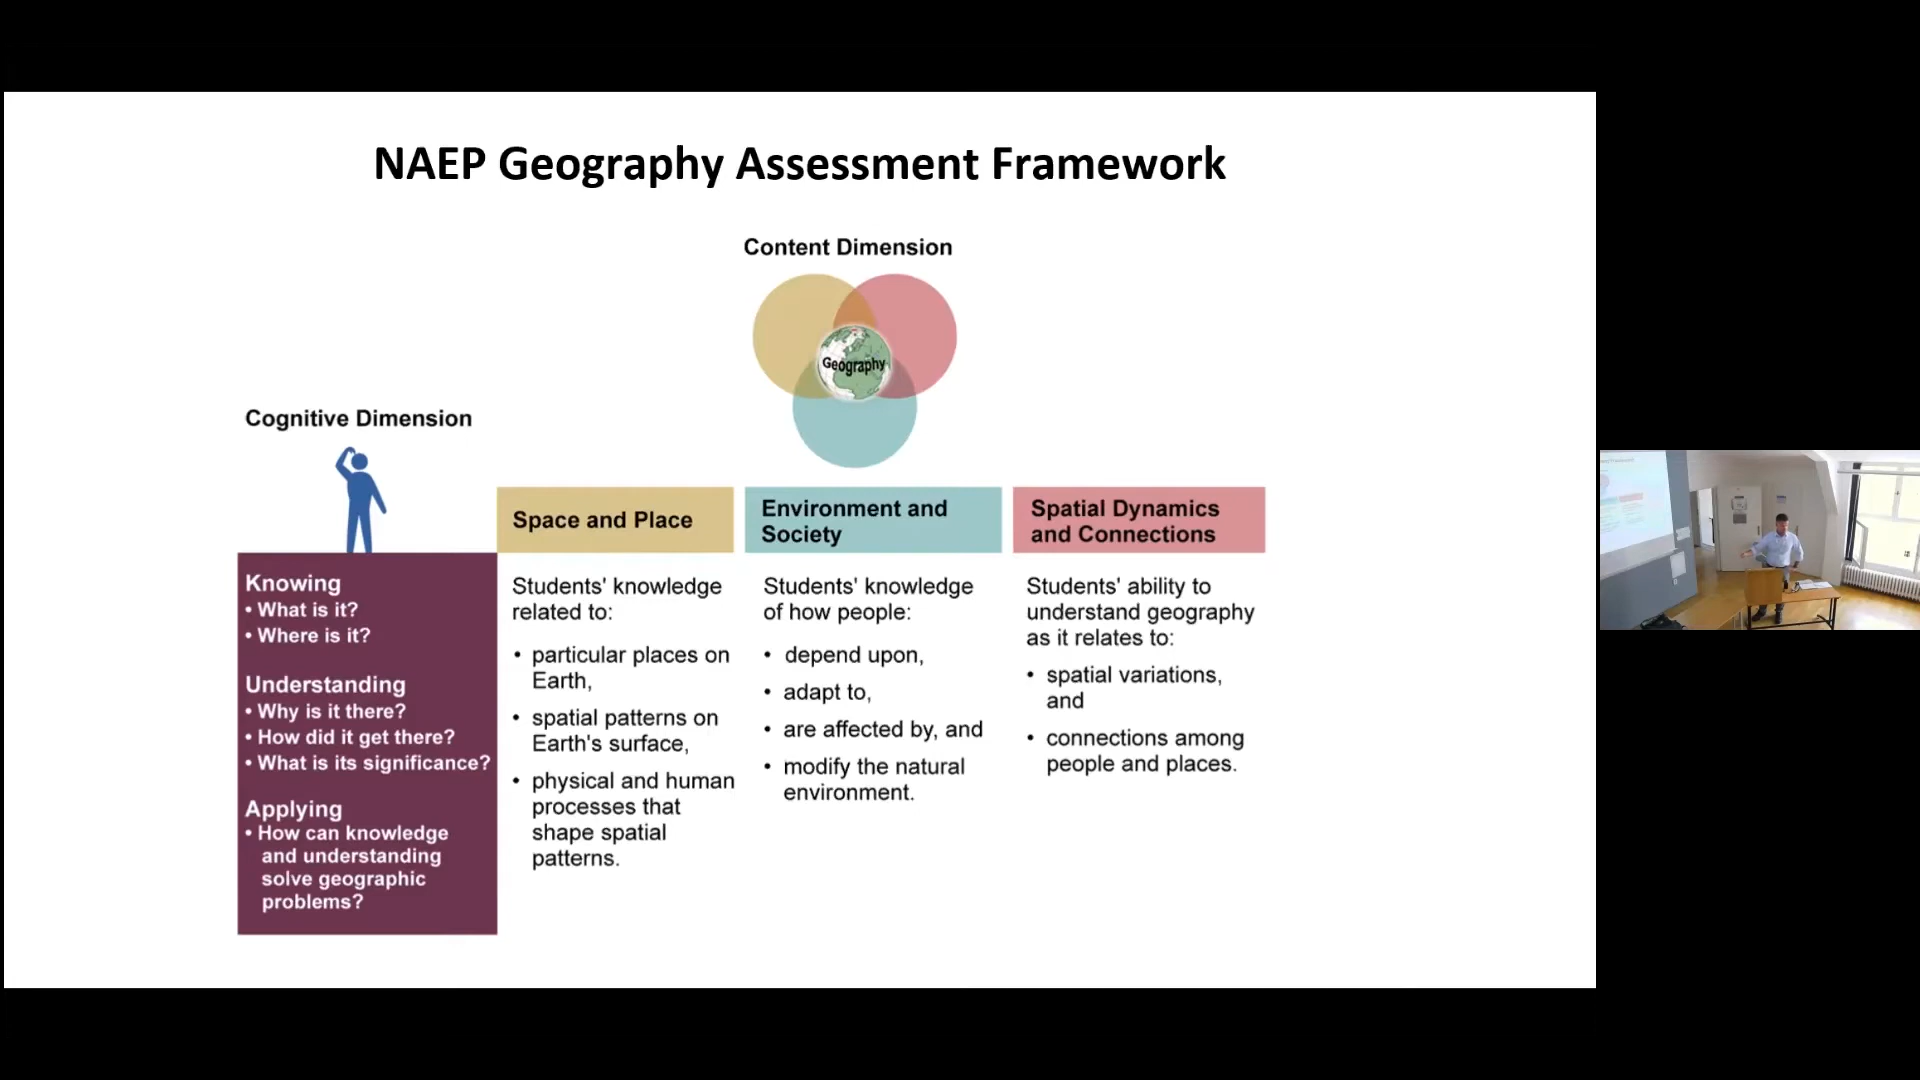 NAEP Geography Assessment Framework
Content Dimension
Geography
Cognitive Dimension
Knowing
• What is it?
• Where is it?
Understanding
• Why is it there?
• How did it get there?
• What is its significance?
Applying
• How can knowledge
and understanding
solve geographic
problems?
Space and Place
Students' knowledge
related to:
• particular places on
Earth,
• spatial patterns on
Earth's surface,
• physical and human
processes that
shape spatial
patterns.
Environment and
Society
Students' knowledge
of how people:
• depend upon,
• adapt to,
• are affected by, and
• modify the natural
environment.
Spatial Dynamics
and Connections
Students' ability to
understand geography
as it relates to:
• spatial variations,
and
• connections among
people and places.